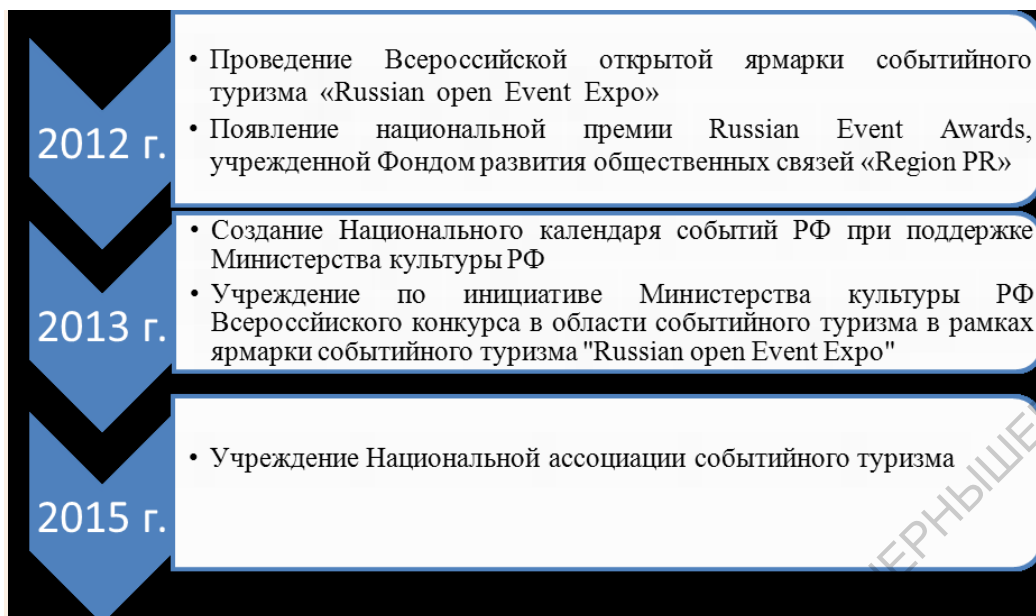 2012 г.
• Проведение Всероссийской открытой ярмарки событийного
туризма «Russian open Event Expo»
• Появление национальной премии Russian Event Awards,
учрежденной Фондом развития общественных связей «Region PR»
2013 г.
• Создание Национального календаря событий РФ при поддержке
Министерства культуры РФ
• Учреждение по инициативе Министерства культуры РФ
Всероссйиского конкурса в области событийного туризма в рамках
ярмарки событийного туризма "Russian open Event Expo"
2015 г.
• Учреждение Национальной ассоциации событийного туризма